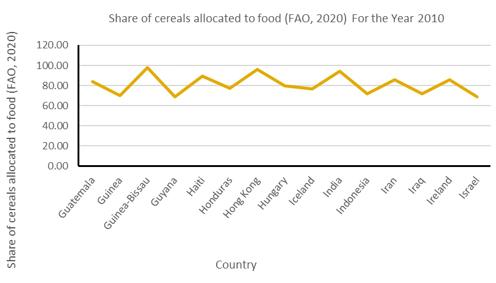 Share of cereals allocated to food (FAO, 2020) For the Year 2010
Share of cereals allocated to food (FAO, 2020)
120.00
100.00
80.00
60.00
40.00
20.00
0.00
Guatemala
Guinea
Guinea-Bissau
Guyana
Haiti
Honduras
Hong Kong
Hungary
Iceland
India
Indonesia
Iran
Iraq
Ireland
Israel
Country